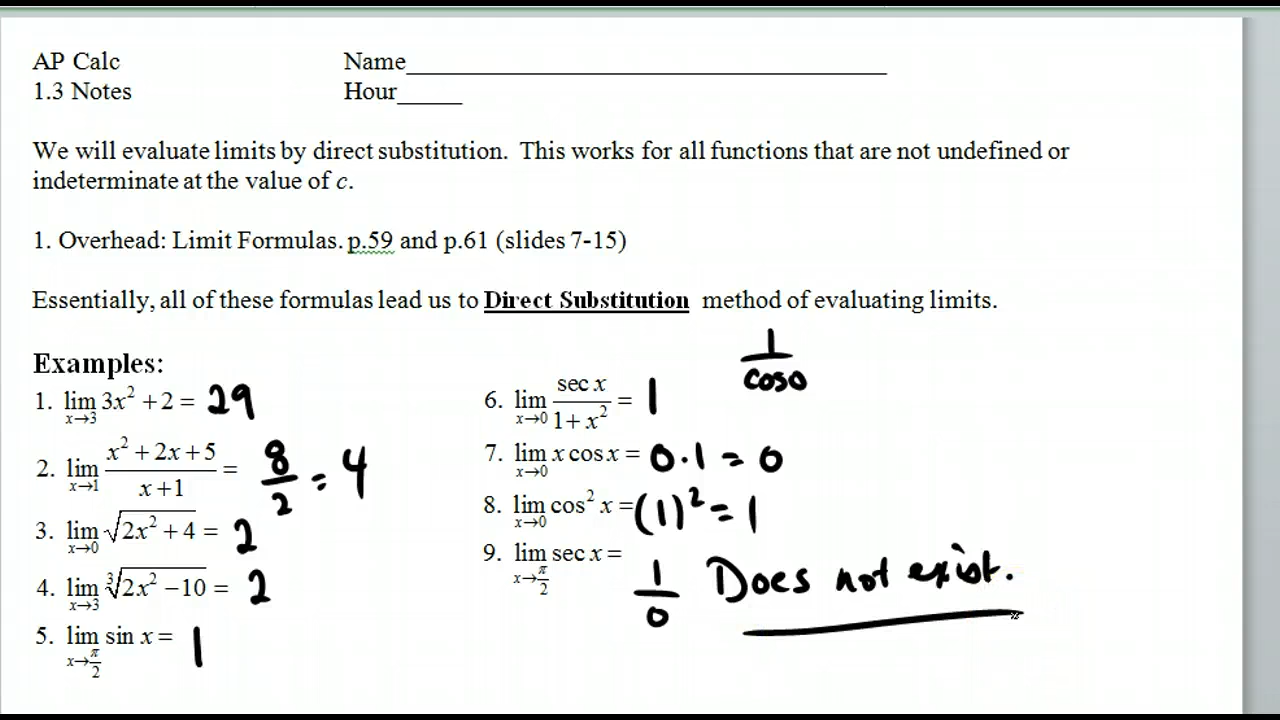 AP Calc Name____________________
1.3 Notes Hour_____
We will evaluate limits by direct substitution. This works for all functions that are not undefined or
indeterminate at the value of c.
1. Overhead: Limit Formulas. p.59 and p.61 (slides 7-15)
Essentially, all of these formulas lead us to Direct Substitution method of evaluating limits.
Examples:
1. lim x→3 3x² + 2 = 29
2. lim x→1 (x² + 2x + 5)/(x + 1) = 8/2 = 4
3. lim x→0 √(2x² + 4) = 2
4. lim x→3 ∛(2x² − 10) = 2
5. lim x→π/2 sin x = 1
1/cos0
6. lim x→0 sec x/(1 + x²) = 1
7. lim x→0 x cos x = 0·1 = 0
8. lim x→0 cos² x = (1)² = 1
9. lim x→π/2 sec x = 1/0 Does not exist.